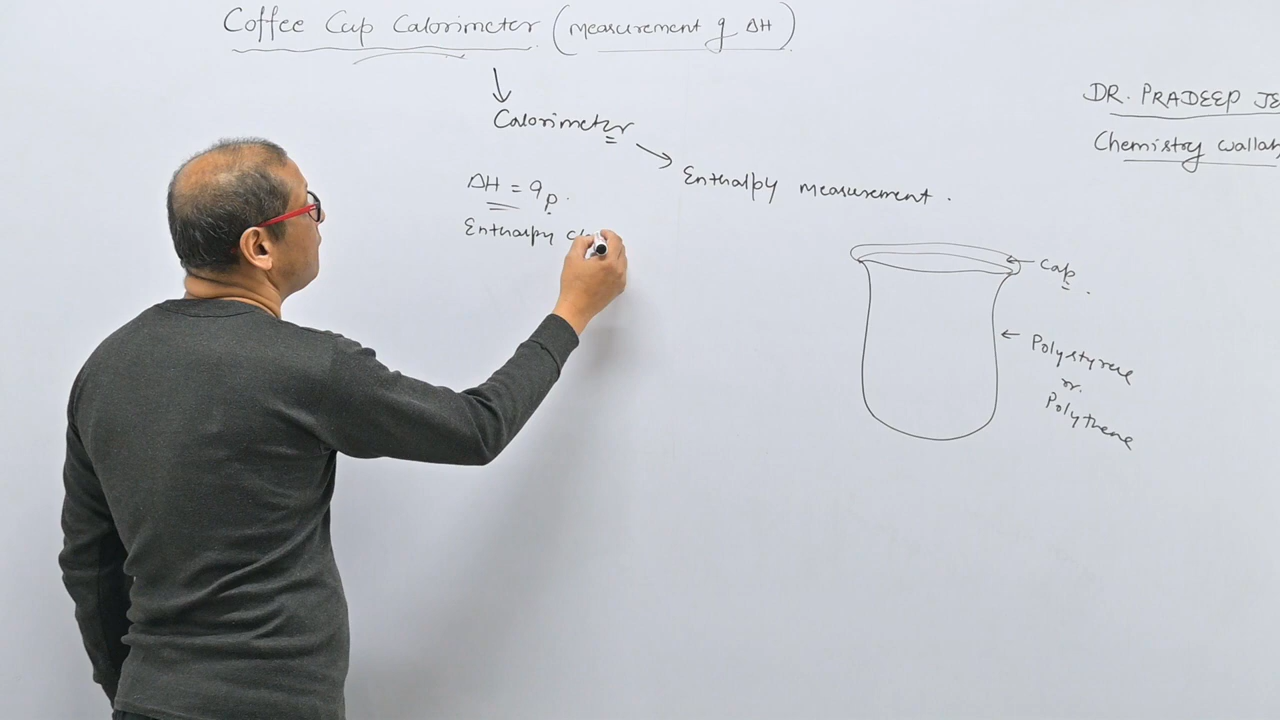 Coffee Cup Calorimeter (Measurement of ΔH)
DR. PRADEEP JE
Chemistry wallah
Calorimeter
Enthalpy measurement.
ΔH = qp.
Enthalpy
Cap.
Polystyrene
or.
Polythene